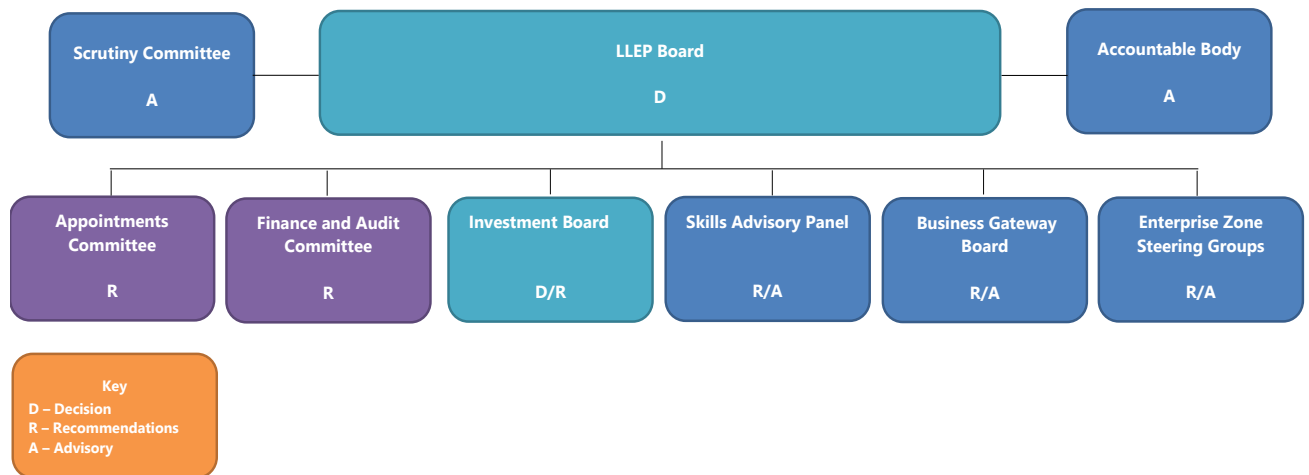 Scrutiny Committee
A
LLEP Board
D
Accountable Body
A
Appointments
Committee
R
Finance and Audit
Committee
R
Investment Board
D/R
Skills Advisory Panel
R/A
Business Gateway
Board
R/A
Enterprise Zone
Steering Groups
R/A
Key
D – Decision
R – Recommendations
A – Advisory